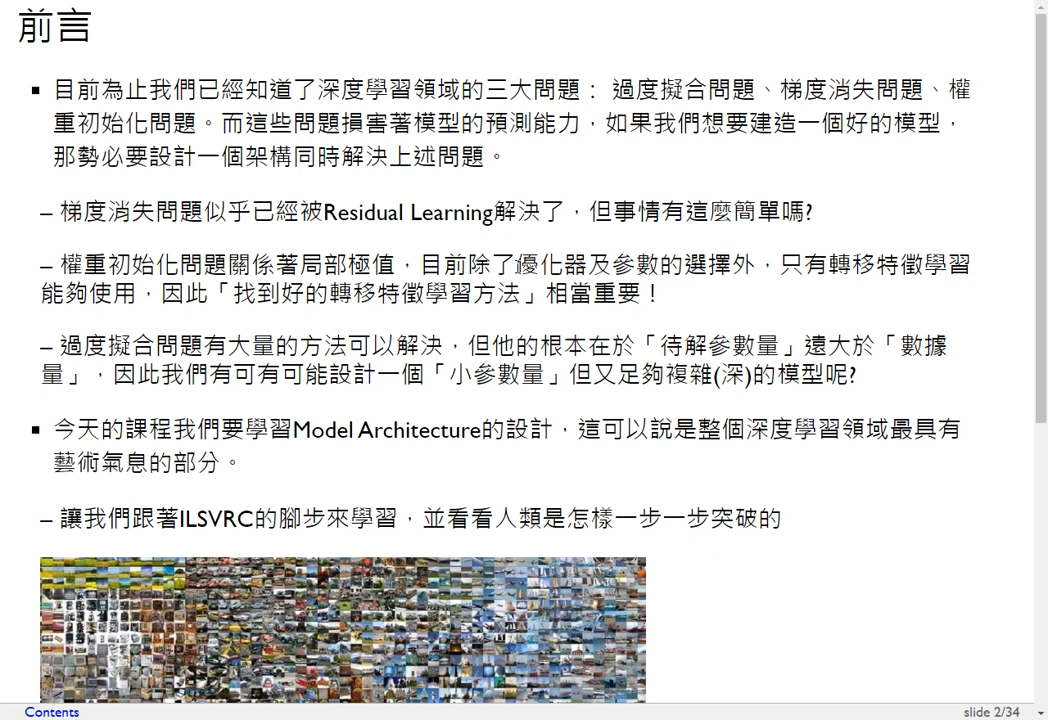 前言
▪ 目前為止我們已經知道了深度學習領域的三大問題： 過度擬合問題、梯度消失問題、權
重初始化問題。而這些問題損害著模型的預測能力，如果我們想要建造一個好的模型，
那勢必要設計一個架構同時解決上述問題。
– 梯度消失問題似乎已經被Residual Learning解決了，但事情有這麼簡單嗎?
– 權重初始化問題關係著局部極值，目前除了優化器及參數的選擇外，只有轉移特徵學習
能夠使用，因此「找到好的轉移特徵學習方法」相當重要！
– 過度擬合問題有大量的方法可以解決，但他的根本在於「待解參數量」遠大於「數據
量」，因此我們有可有可能設計一個「小參數量」但又足夠複雜(深)的模型呢?
▪ 今天的課程我們要學習Model Architecture的設計，這可以說是整個深度學習領域最具有
藝術氣息的部分。
– 讓我們跟著ILSVRC的腳步來學習，並看看人類是怎樣一步一步突破的
Contents
slide 2/34